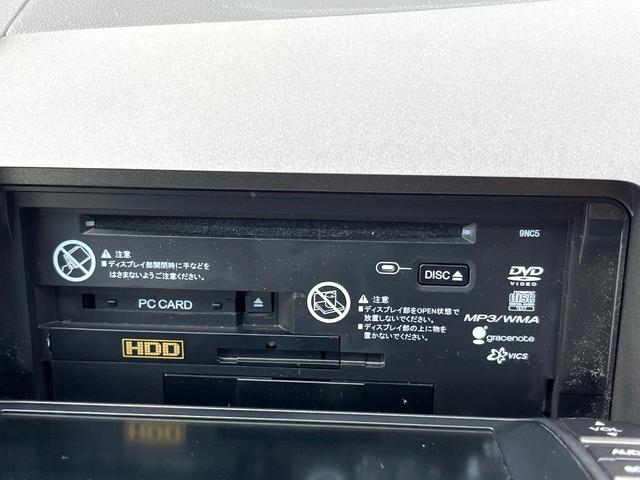 9NC5
⚠ 注意
■ディスプレイ部開閉時に手などを
はさまないようご注意ください。
DISC ⏏
DVD
VIDEO
PC CARD
⏏
⚠ 注意
■ディスプレイ部をOPEN状態で
放置しないでください。
■ディスプレイ部の上に物を
置かないでください。
disc
MP3/WMA
gracenote
VICS
HDD
HDD
VOL